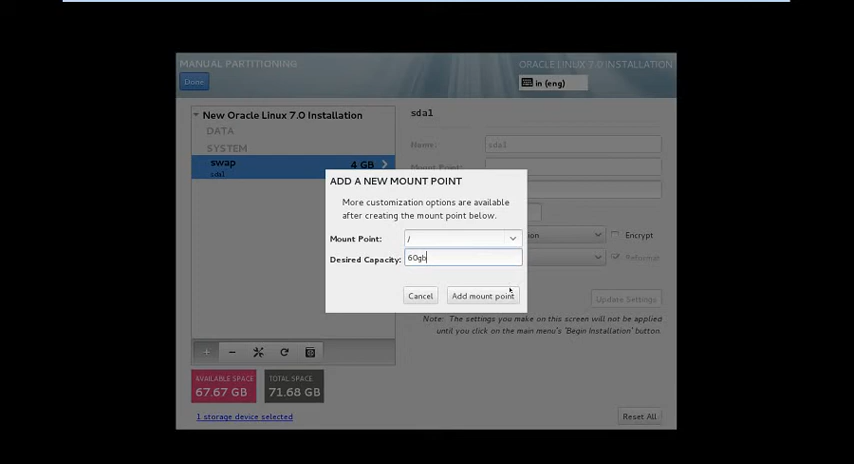 MANUAL PARTITIONING
ORACLE LINUX 7.0 INSTALLATION
Done
in (eng)
New Oracle Linux 7.0 Installation
DATA
SYSTEM
swap
4 GB
sda1
sda1
Name:
sda1
Mount Point:
ADD A NEW MOUNT POINT
More customization options are available
after creating the mount point below.
Mount Point:
/
Desired Capacity:
60gb
Cancel
Add mount point
Encrypt
Reformat
Update Settings
Note: The settings you make on this screen will not be applied
until you click on the main menu's 'Begin Installation' button.
AVAILABLE SPACE
67.67 GB
TOTAL SPACE
71.68 GB
1 storage device selected
Reset All